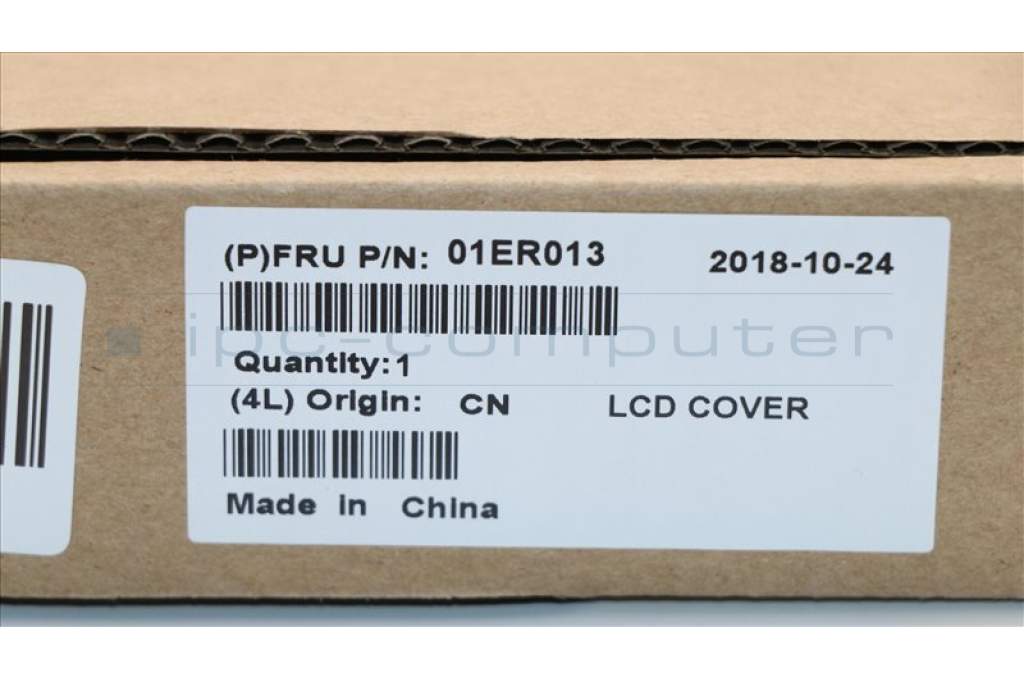 (P)FRU P/N: 01ER013 2018-10-24
ipc-computer
Quantity:1
(4L) Origin: CN LCD COVER
Made in China